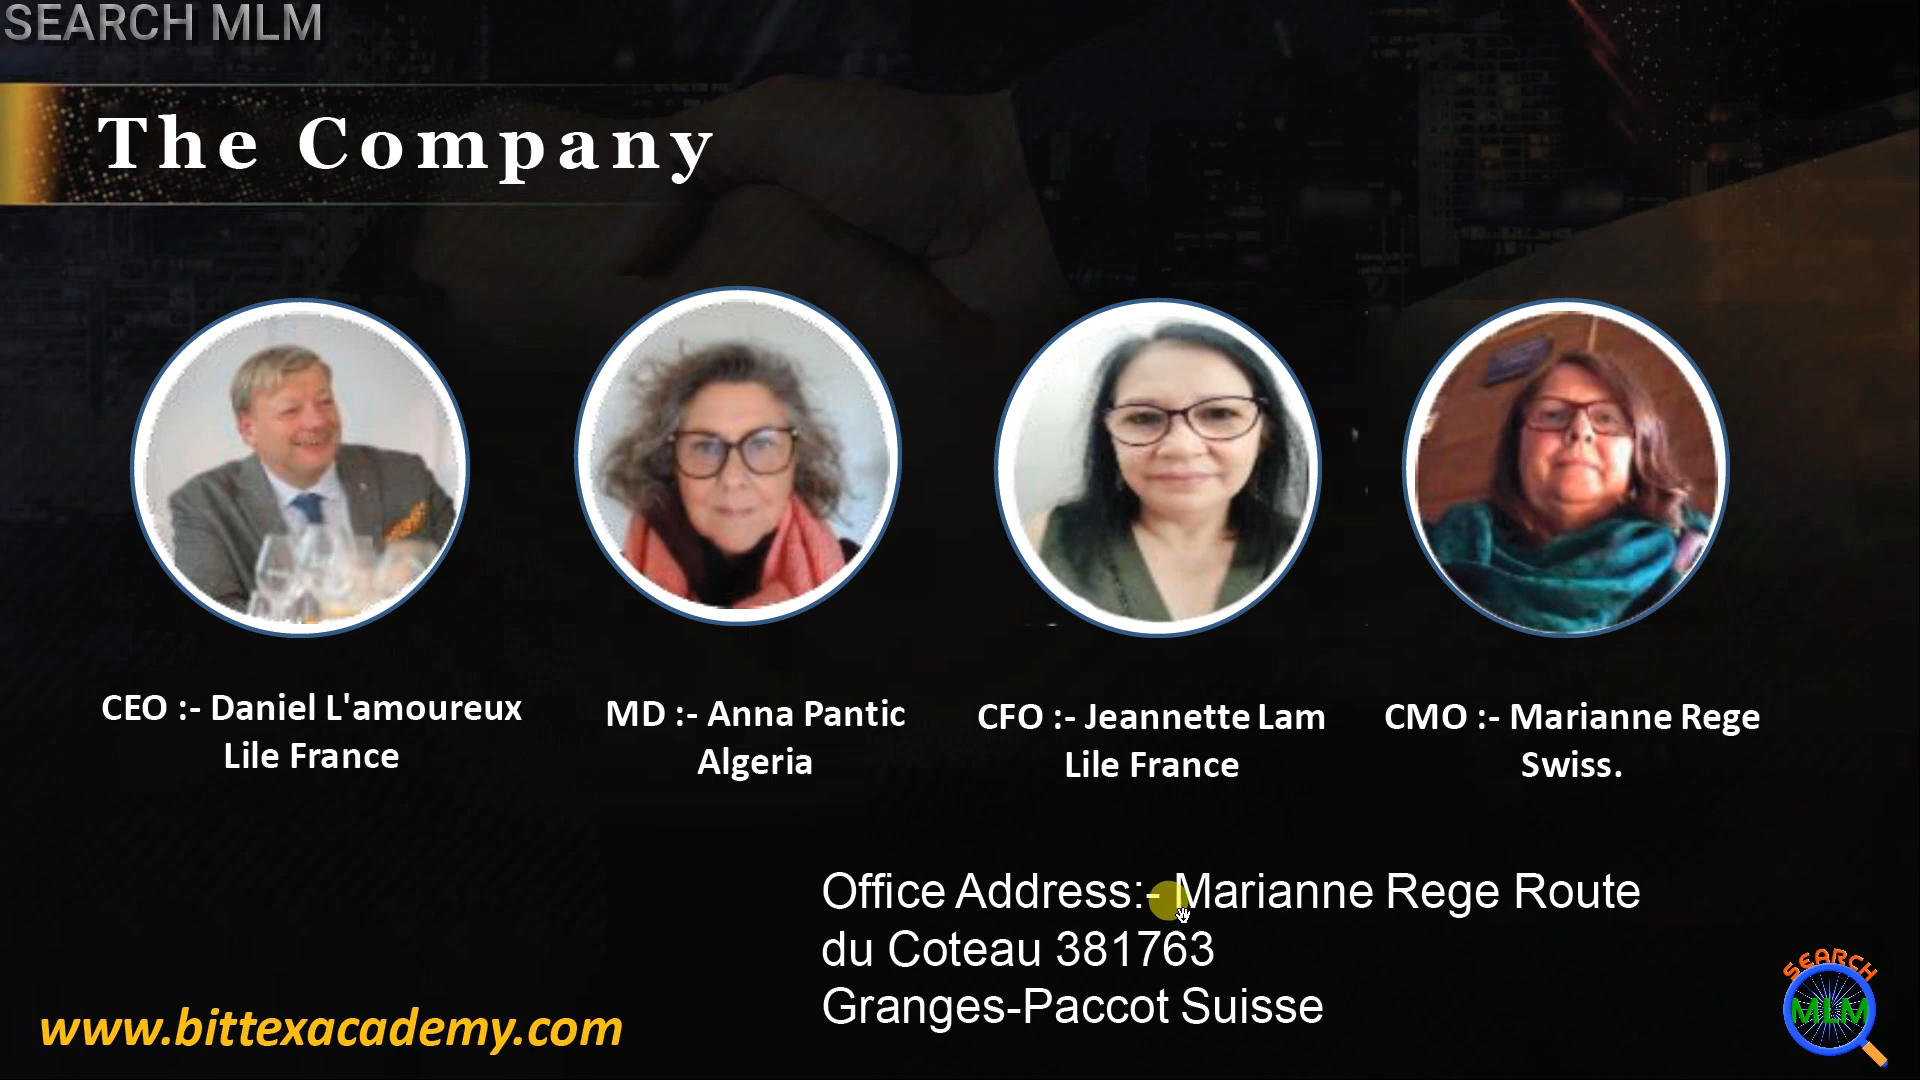 SEARCH MLM
The Company
CEO :- Daniel L'amoureux
Lile France
MD :- Anna Pantic
Algeria
CFO :- Jeannette Lam
Lile France
CMO :- Marianne Rege
Swiss.
Office Address:- Marianne Rege Route
du Coteau 381763
Granges-Paccot Suisse
www.bittexacademy.com
SEARCH
MLM